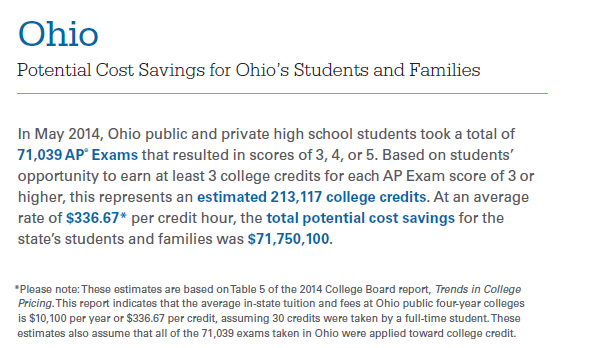 Ohio
Potential Cost Savings for Ohio's Students and Families
In May 2014, Ohio public and private high school students took a total of
71,039 AP® Exams that resulted in scores of 3, 4, or 5. Based on students'
opportunity to earn at least 3 college credits for each AP Exam score of 3 or
higher, this represents an estimated 213,117 college credits. At an average
rate of $336.67* per credit hour, the total potential cost savings for the
state's students and families was $71,750,100.
*Please note: These estimates are based on Table 5 of the 2014 College Board report, Trends in College
Pricing. This report indicates that the average in-state tuition and fees at Ohio public four-year colleges
is $10,100 per year or $336.67 per credit, assuming 30 credits were taken by a full-time student. These
estimates also assume that all of the 71,039 exams taken in Ohio were applied toward college credit.